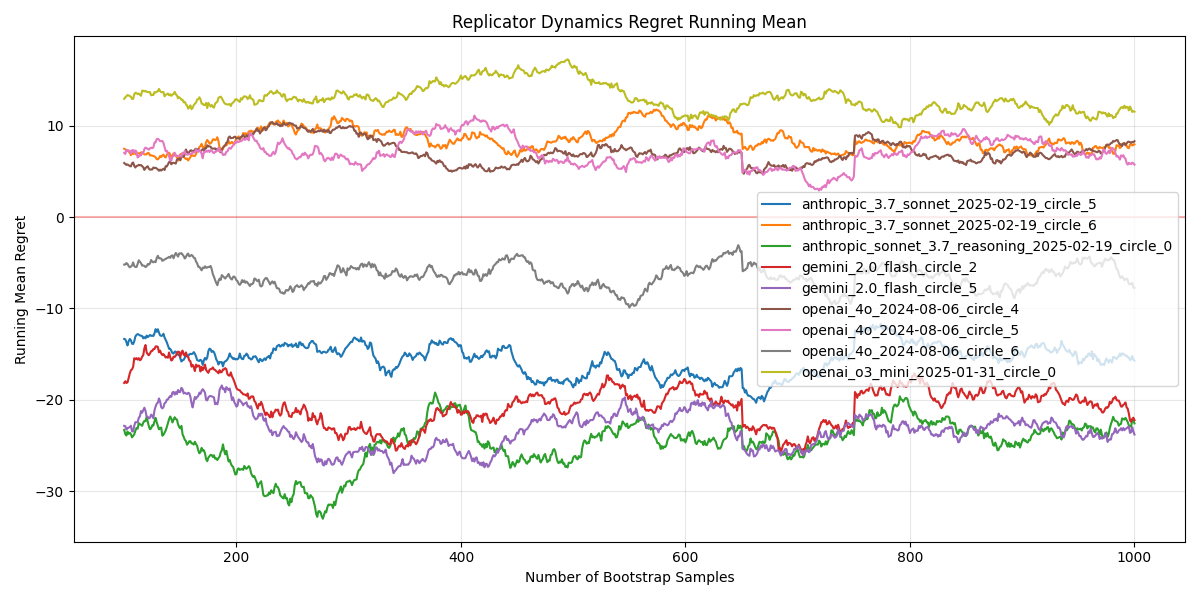 Replicator Dynamics Regret Running Mean
Running Mean Regret
10
0
−10
−20
−30
anthropic_3.7_sonnet_2025-02-19_circle_5
anthropic_3.7_sonnet_2025-02-19_circle_6
anthropic_sonnet_3.7_reasoning_2025-02-19_circle_0
gemini_2.0_flash_circle_2
gemini_2.0_flash_circle_5
openai_4o_2024-08-06_circle_4
openai_4o_2024-08-06_circle_5
openai_4o_2024-08-06_circle_6
openai_o3_mini_2025-01-31_circle_0
200 400 600 800 1000
Number of Bootstrap Samples